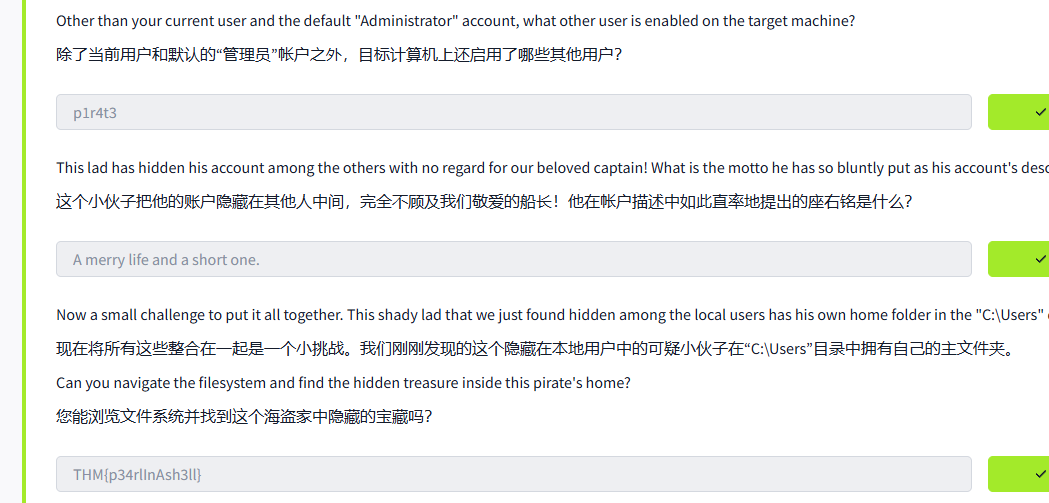 Other than your current user and the default "Administrator" account, what other user is enabled on the target machine?
除了当前用户和默认的“管理员”帐户之外，目标计算机上还启用了哪些其他用户？
p1r4t3
This lad has hidden his account among the others with no regard for our beloved captain! What is the motto he has so bluntly put as his account's
这个小伙子把他的账户隐藏在其他人中间，完全不顾及我们敬爱的船长！他在帐户描述中如此直率地提出的座右铭是什么？
A merry life and a short one.
Now a small challenge to put it all together. This shady lad that we just found hidden among the local users has his own home folder in the "C:\Users"
现在将所有这些整合在一起是一个小挑战。我们刚刚发现的这个隐藏在本地用户中的可疑小伙子在“C:\Users”目录中拥有自己的主文件夹。
Can you navigate the filesystem and find the hidden treasure inside this pirate's home?
您能浏览文件系统并找到这个海盗家中隐藏的宝藏吗？
THM{p34rlInAsh3ll}